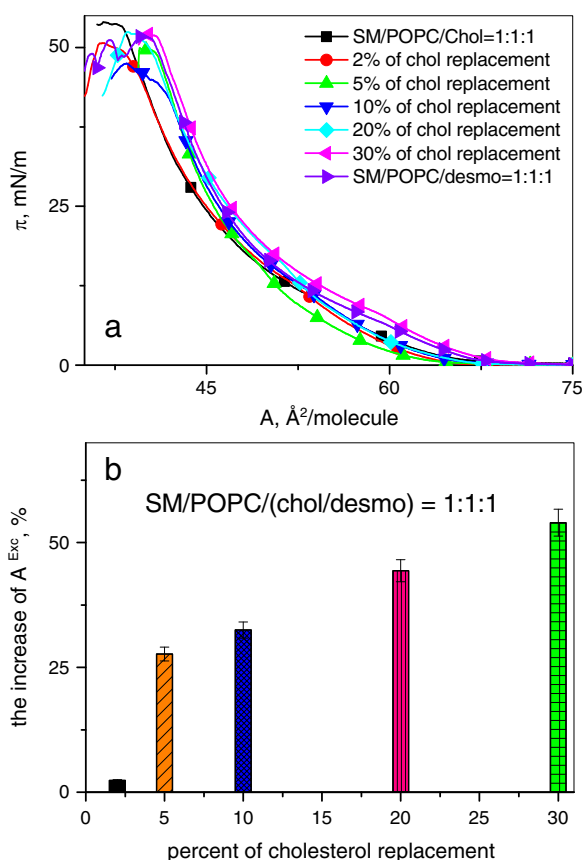 50
25
0
π, mN/m
SM/POPC/Chol=1:1:1
2% of chol replacement
5% of chol replacement
10% of chol replacement
20% of chol replacement
30% of chol replacement
SM/POPC/desmo=1:1:1
a
45 60 75
A, Å²/molecule
b
SM/POPC/(chol/desmo) = 1:1:1
50
25
0
the increase of A Exc, %
0 5 10 15 20 25 30
percent of cholesterol replacement